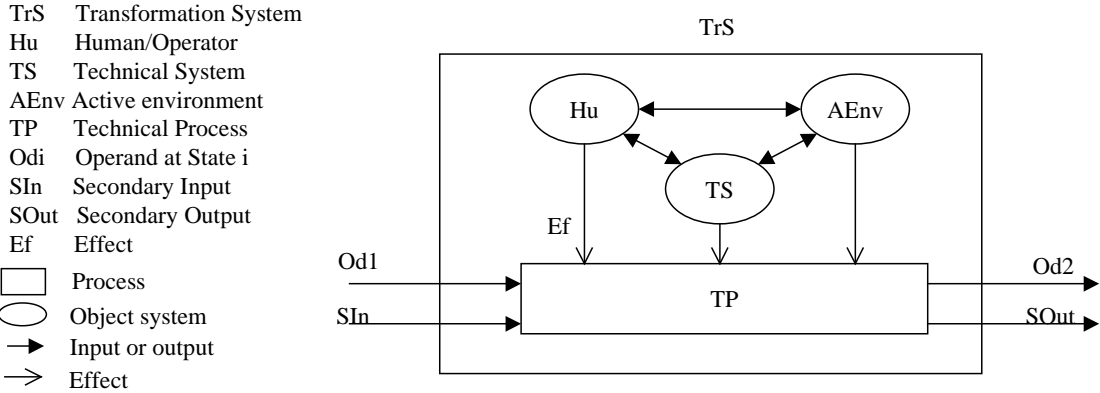 TrS Transformation System
Hu Human/Operator
TS Technical System
AEnv Active environment
TP Technical Process
Odi Operand at State i
SIn Secondary Input
SOut Secondary Output
Ef Effect
Process
Object system
Input or output
Effect
TrS
Hu
AEnv
TS
Ef
Od1
SIn
TP
Od2
SOut